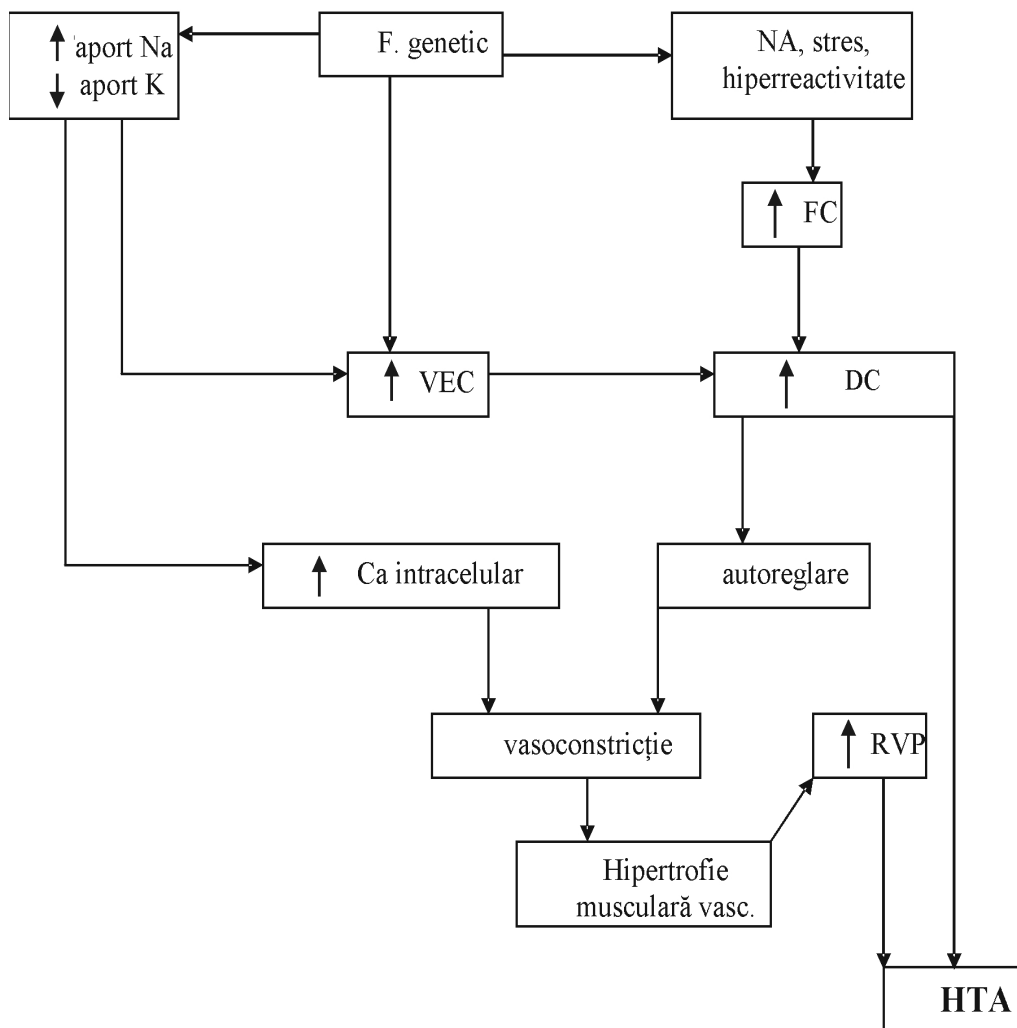 aport Na
aport K
F. genetic
NA, stres,
hiperreactivitate
FC
VEC
DC
Ca intracelular
autoreglare
vasoconstricție
RVP
Hipertrofie
musculară vasc.
HTA